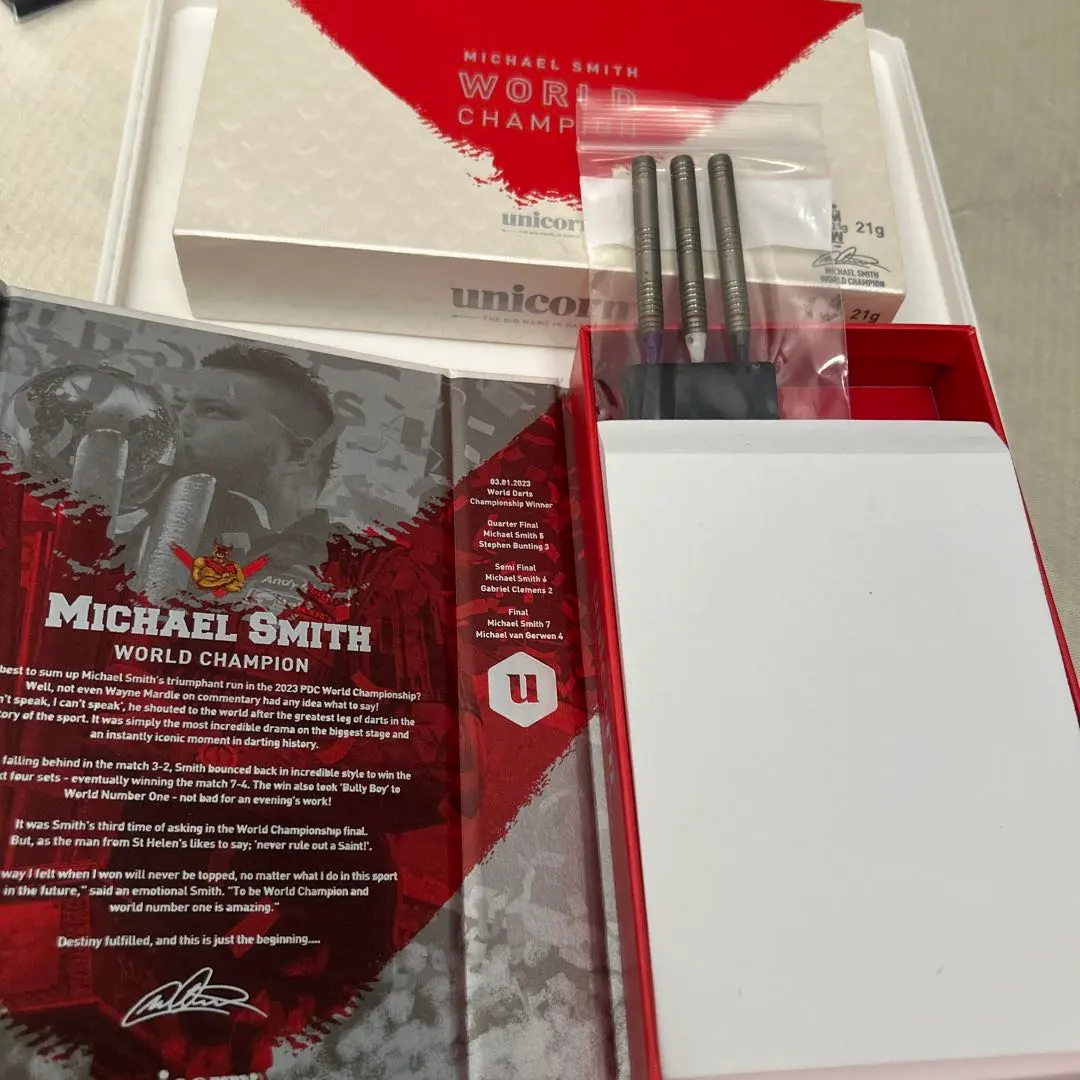 MICHAEL SMITH
WORLD
CHAMPION
unicorn
21g
MICHAEL SMITH
WORLD CHAMPION
unicorn
THE BIG NAME IN DARTS
21g
03.01.2023
World Darts
Championship Winner
Quarter Final
Michael Smith 5
Stephen Bunting 3
Semi Final
Michael Smith 6
Gabriel Clemens 2
Final
Michael Smith 7
Michael van Gerwen 4
u
Andy
MICHAEL SMITH
WORLD CHAMPION
best to sum up Michael Smith's triumphant run in the 2023 PDC World Championship?
Well, not even Wayne Mardle on commentary had any idea what to say!
n't speak, I can't speak', he shouted to the world after the greatest leg of darts in the
tory of the sport. It was simply the most incredible drama on the biggest stage and
an instantly iconic moment in darting history.
falling behind in the match 3-2, Smith bounced back in incredible style to win the
xt four sets - eventually winning the match 7-4. The win also took 'Bully Boy' to
World Number One - not bad for an evening's work!
It was Smith's third time of asking in the World Championship final.
But, as the man from St Helen's likes to say; 'never rule out a Saint!'.
way I felt when I won will never be topped, no matter what I do in this sport
in the future," said an emotional Smith. "To be World Champion and
world number one is amazing."
Destiny fulfilled, and this is just the beginning....
unicorn